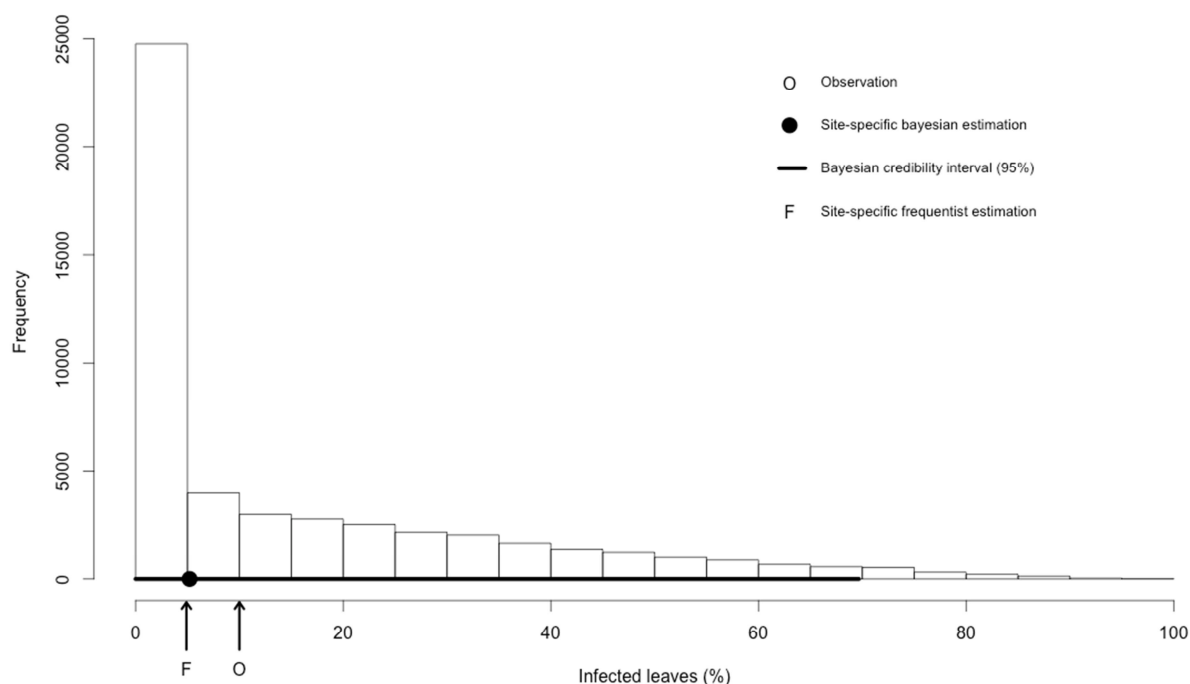 25000
20000
15000
10000
5000
0
Frequency
O Observation
Site-specific bayesian estimation
Bayesian credibility interval (95%)
F Site-specific frequentist estimation
0 20 40 60 80 100
F O
Infected leaves (%)